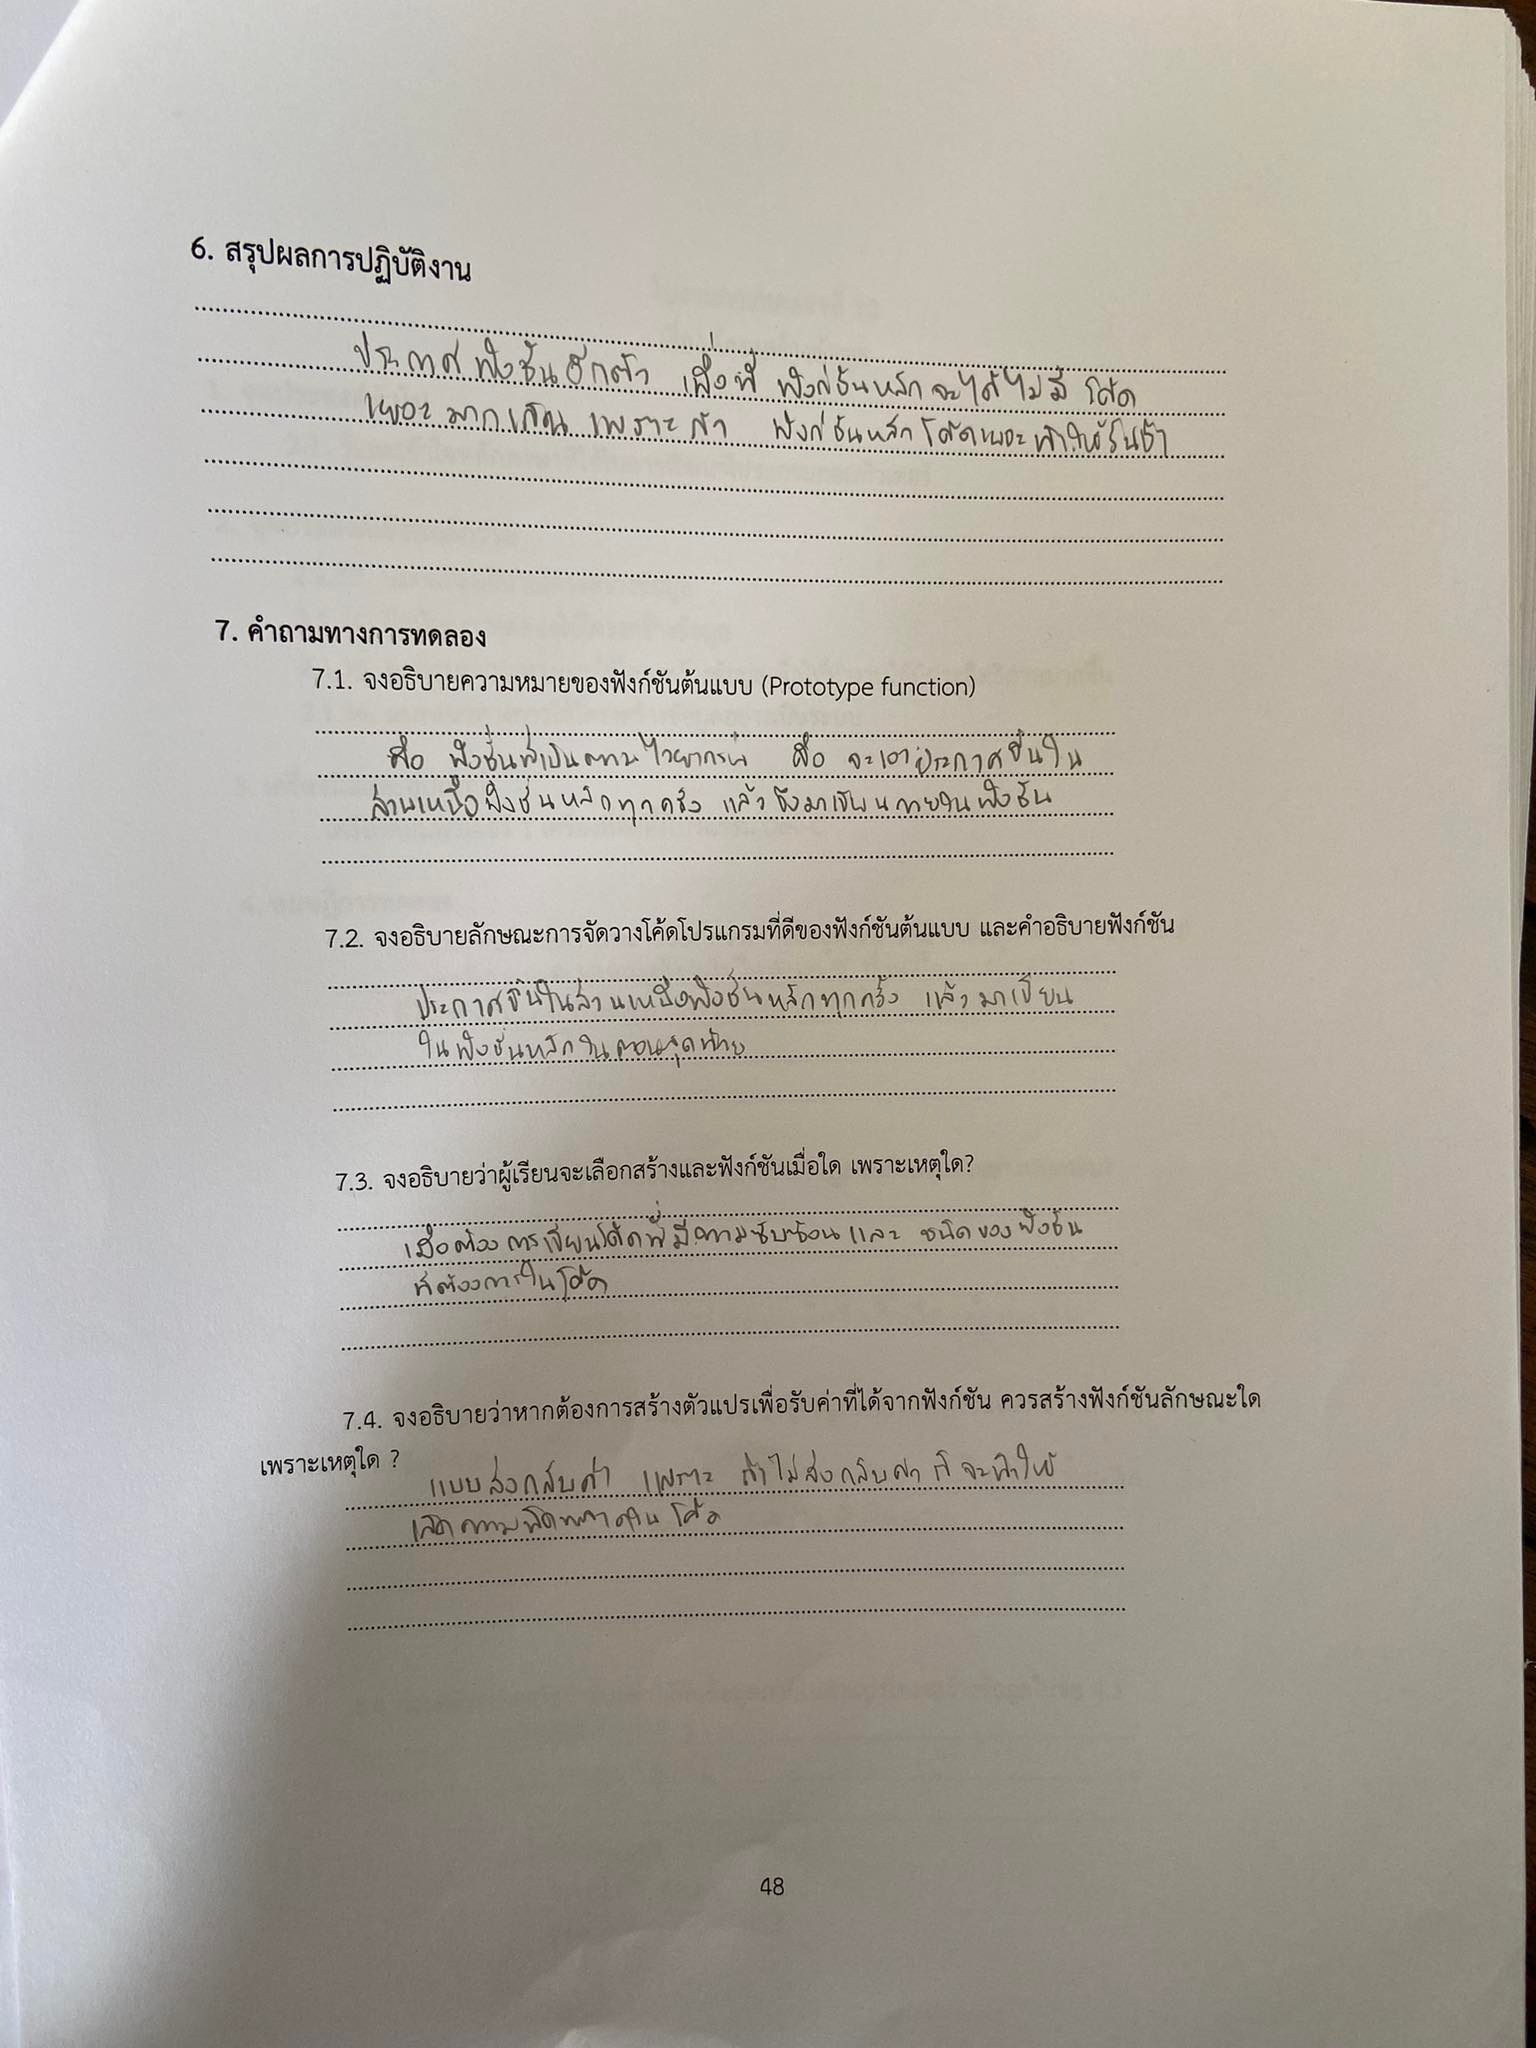 6. สรุปผลการปฏิบัติงาน
ประกาศฟังชั่นอีกตัว เพื่อที่ ฟังก์ชันหลักจะได้ไม่มี โค้ด
เยอะมากเกิน เพราะถ้า ฟังก์ชันหลักโค้ดเยอะทำให้รันช้า
7. คำถามทางการทดลอง
7.1. จงอธิบายความหมายของฟังก์ชันต้นแบบ (Prototype function)
คือ ฟังชั่นที่เป็นตามไวยากรณ์ คือ จะเอาประกาศขึ้นใน
ส่วนเหนือฟังชั่นหลักทุกครั้ง แล้วจึงมาเขียนภายในฟังชั่น
7.2. จงอธิบายลักษณะการจัดวางโค้ดโปรแกรมที่ดีของฟังก์ชันต้นแบบ และคำอธิบายฟังก์ชัน
ประกาศขึ้นในส่วนเหนือฟังชั่นหลักทุกครั้ง แล้วมาเขียน
ในฟังชั่นหลักในตอนสุดท้าย
7.3. จงอธิบายว่าผู้เรียนจะเลือกสร้างและฟังก์ชันเมื่อใด เพราะเหตุใด?
เมื่อต้องการเขียนโค้ดที่มีความซับซ้อนและ ชนิดของฟังชั่น
ที่ต้องการในโค้ด
7.4. จงอธิบายว่าหากต้องการสร้างตัวแปรเพื่อรับค่าที่ได้จากฟังก์ชัน ควรสร้างฟังก์ชันลักษณะใด
เพราะเหตุใด ?
แบบส่งกลับค่า เพราะ ถ้าไม่ส่งกลับค่า ก็จะทำให้
เกิดความผิดพลาดในโค้ด
48